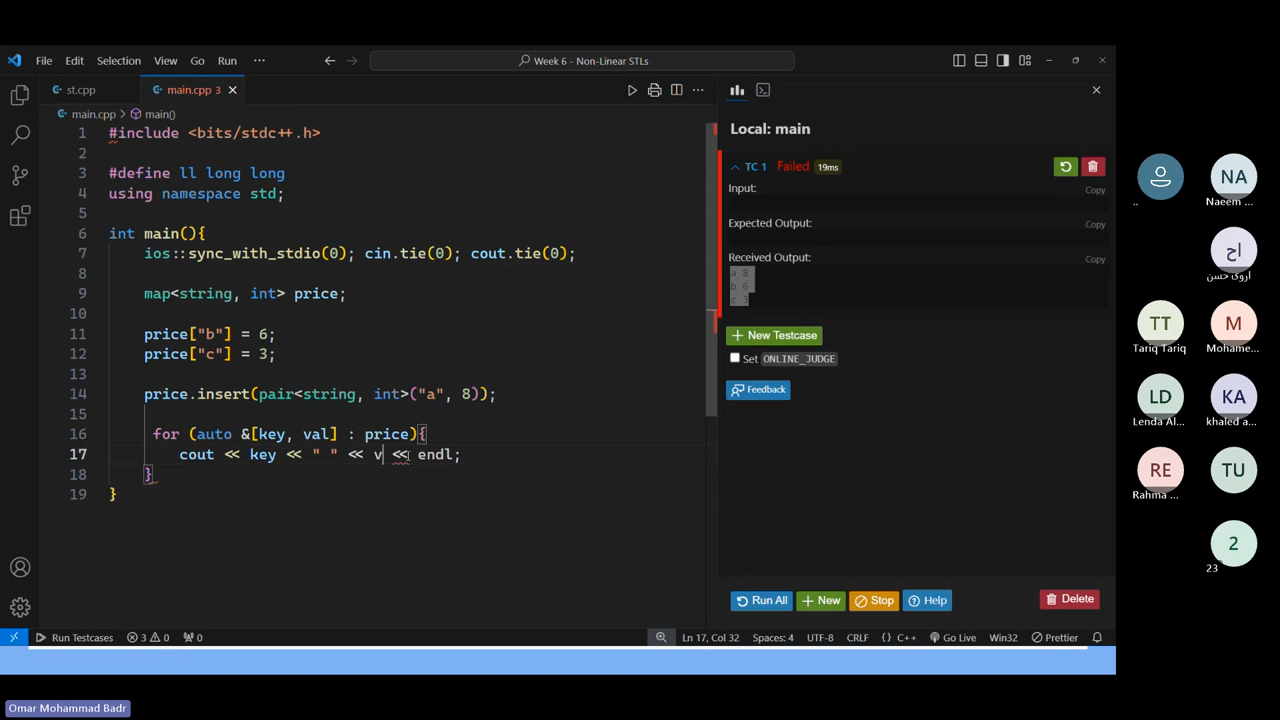 File Edit Selection View Go Run ··· Week 6 - Non-Linear STLs
st.cpp main.cpp 3
main.cpp > main()
1 #include <bits/stdc++.h>
2
3 #define ll long long
4 using namespace std;
5
6 int main(){
7 ios::sync_with_stdio(0); cin.tie(0); cout.tie(0);
8
9 map<string, int> price;
10
11 price["b"] = 6;
12 price["c"] = 3;
13
14 price.insert(pair<string, int>("a", 8));
15
16 for (auto &[key, val] : price){
17 cout << key << " " << v << endl;
18 }
19 }
Local: main
TC 1 Failed 19ms
Input: Copy
Expected Output:
Received Output: Copy
a 8
b 6
c 3
+ New Testcase
Set ONLINE_JUDGE
Feedback
Run All + New Stop Help Delete
Run Testcases 3 0 0 Ln 17, Col 32 Spaces: 4 UTF-8 CRLF {} C++ Go Live Win32 Prettier
..
NA
Naeem ...
اح
اروى حسن
TT
Tariq Tariq
M
Mohame...
LD
Lenda Al...
KA
khaled a...
RE
Rahma ...
TU
2
23
Omar Mohammad Badr